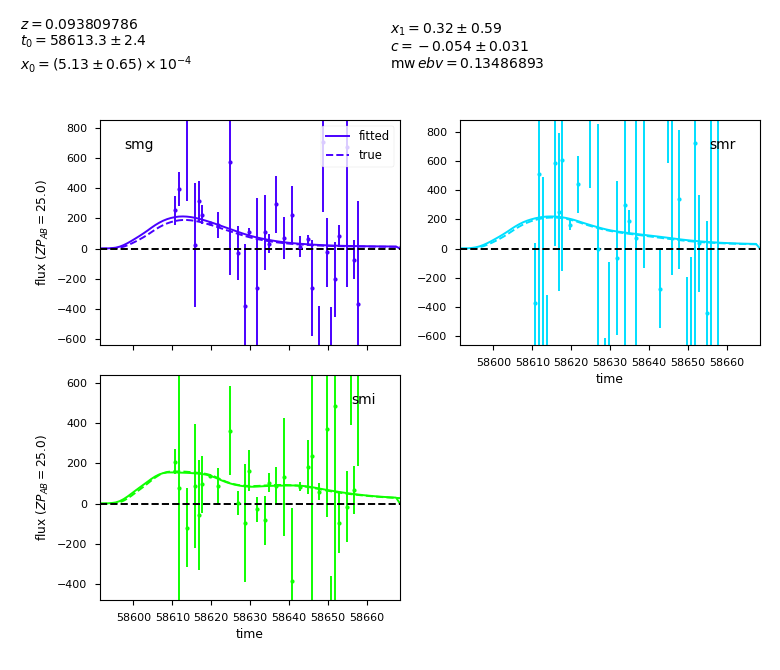 z = 0.093809786
t₀ = 58613.3 ± 2.4
x₀ = (5.13 ± 0.65) × 10⁻⁴
x₁ = 0.32 ± 0.59
c = −0.054 ± 0.031
mw ebv = 0.13486893
smg
fitted
true
800
600
400
200
0
−200
−400
−600
flux (ZP_AB = 25.0)
smr
800
600
400
200
0
−200
−400
−600
58600 58610 58620 58630 58640 58650 58660
time
smi
600
400
200
0
−200
−400
flux (ZP_AB = 25.0)
58600 58610 58620 58630 58640 58650 58660
time